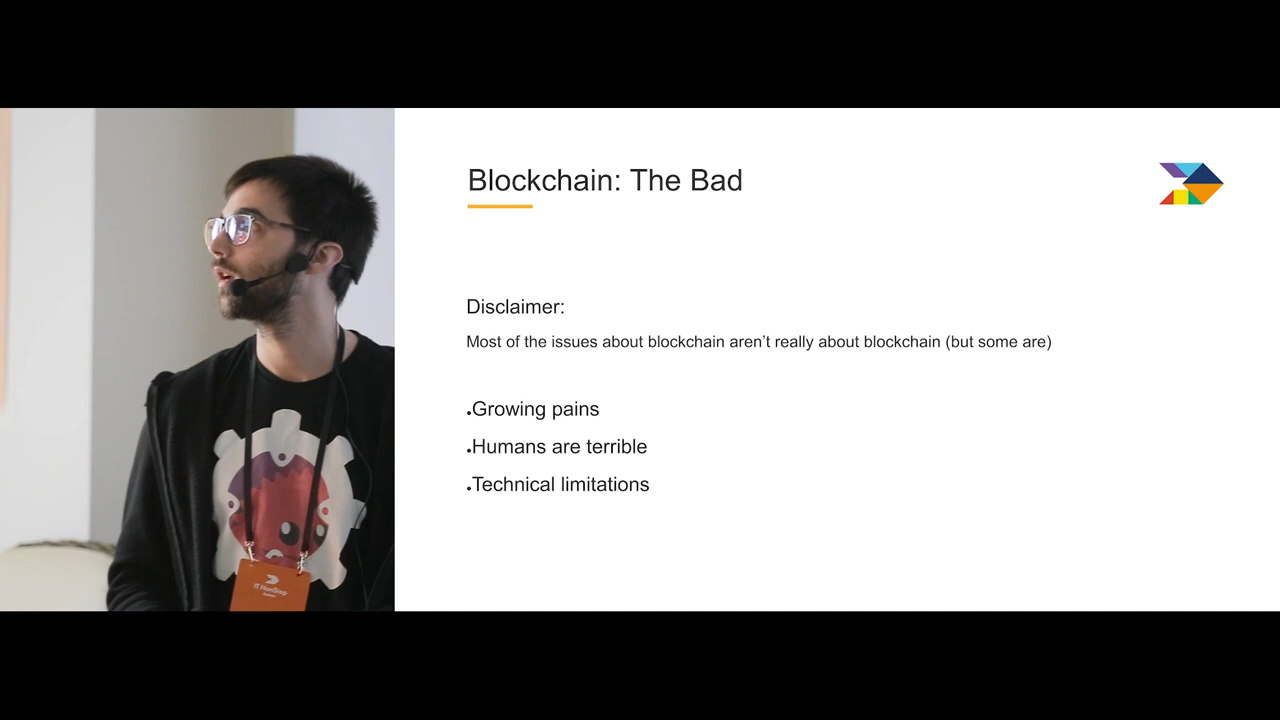 Blockchain: The Bad
Disclaimer:
Most of the issues about blockchain aren’t really about blockchain (but some are)
•Growing pains
•Humans are terrible
•Technical limitations
IT NonStop